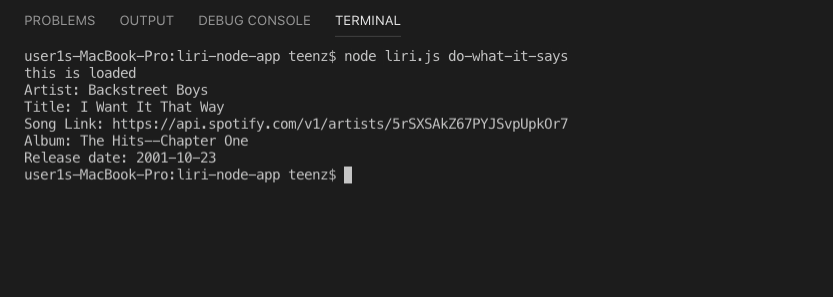 PROBLEMS OUTPUT DEBUG CONSOLE TERMINAL
user1s-MacBook-Pro:liri-node-app teenz$ node liri.js do-what-it-says
this is loaded
Artist: Backstreet Boys
Title: I Want It That Way
Song Link: https://api.spotify.com/v1/artists/5rSXSAkZ67PYJSvpUpkOr7
Album: The Hits--Chapter One
Release date: 2001-10-23
user1s-MacBook-Pro:liri-node-app teenz$